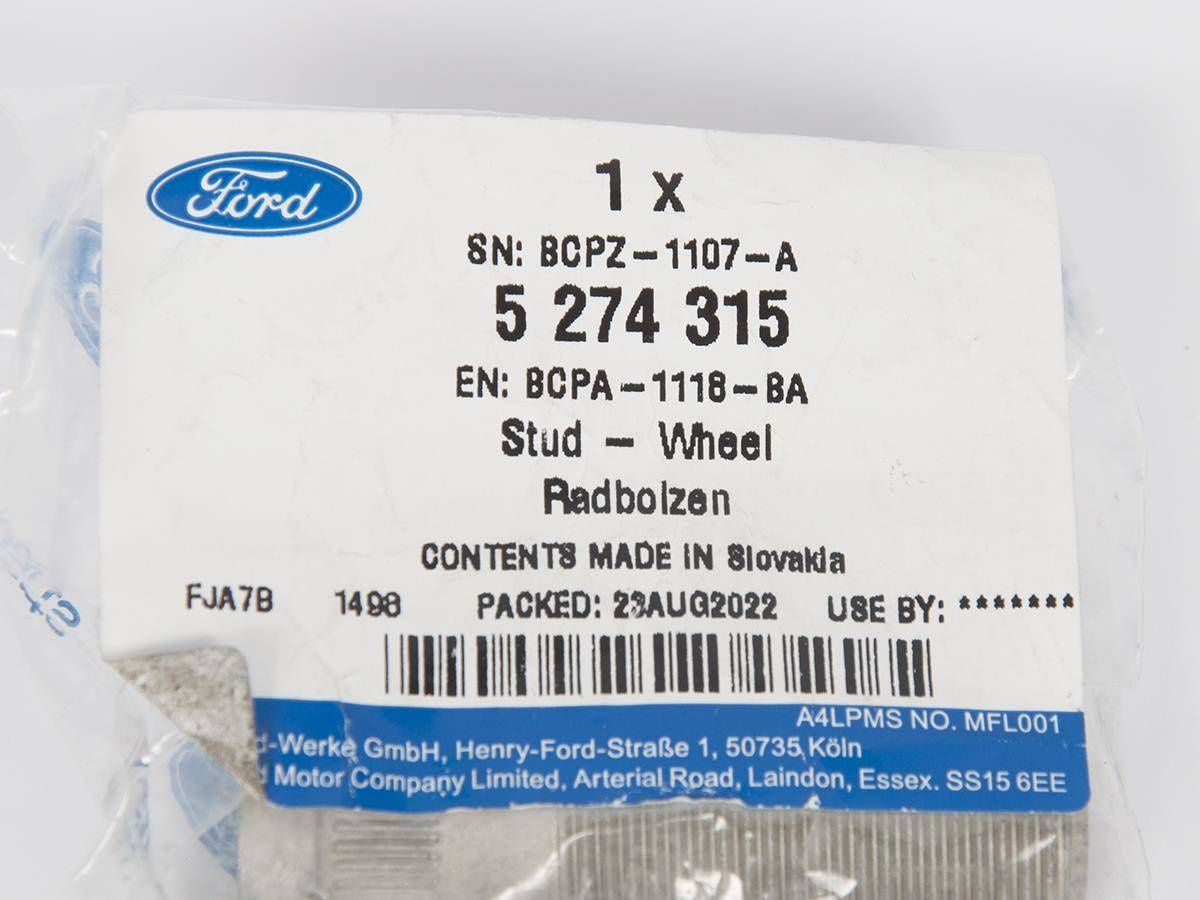 Ford
1 x
SN: BCPZ-1107-A
5 274 315
EN: BCPA-1118-BA
Stud - Wheel
Radbolzen
CONTENTS MADE IN Slovakia
FJA7B 1498 PACKED: 23AUG2022 USE BY: *******
A4LPMS NO. MFL001
d-Werke GmbH, Henry-Ford-Straße 1, 50735 Köln
d Motor Company Limited, Arterial Road, Laindon, Essex. SS15 6EE